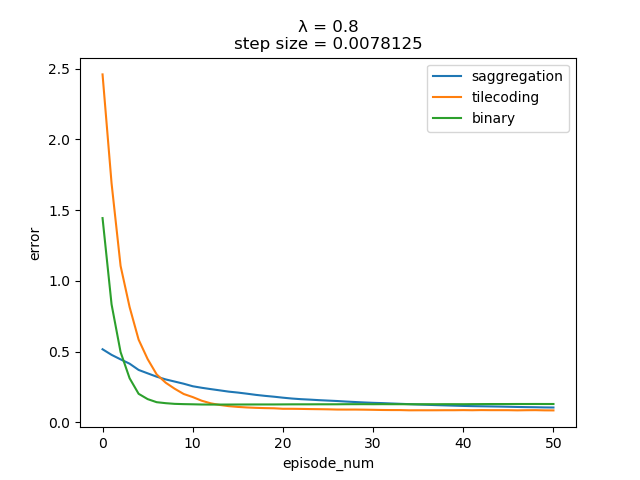 λ = 0.8
step size = 0.0078125
saggregation
tilecoding
binary
error
2.5
2.0
1.5
1.0
0.5
0.0
0 10 20 30 40 50
episode_num